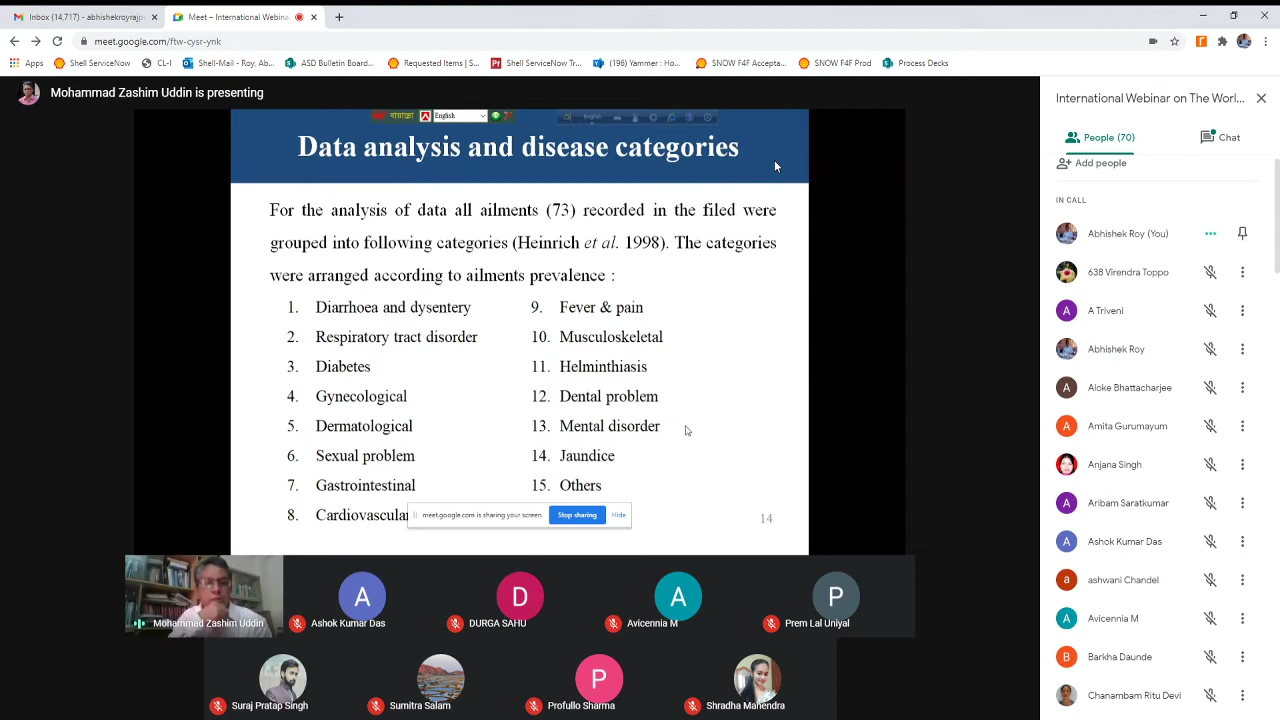 Inbox (14,717) - abhishekroyrajp
Meet – International Webina
meet.google.com/ftw-cysr-ynk
Apps
Shell ServiceNow
CL-I
Shell-Mail - Roy, Ab...
ASD Bulletin Board...
Requested Items | S...
Shell ServiceNow Tr...
(196) Yammer : Ho...
SNOW F4F Accepta...
SNOW F4F Prod
Process Decks
Mohammad Zashim Uddin is presenting
English
English
Data analysis and disease categories
For the analysis of data all ailments (73) recorded in the filed were
grouped into following categories (Heinrich et al. 1998). The categories
were arranged according to ailments prevalence :
1. Diarrhoea and dysentery
2. Respiratory tract disorder
3. Diabetes
4. Gynecological
5. Dermatological
6. Sexual problem
7. Gastrointestinal
8. Cardiovascular
9. Fever & pain
10. Musculoskeletal
11. Helminthiasis
12. Dental problem
13. Mental disorder
14. Jaundice
15. Others
meet.google.com is sharing your screen.
Stop sharing
Hide
14
Mohammad Zashim Uddin
A
Ashok Kumar Das
D
DURGA SAHU
A
Avicennia M
P
Prem Lal Uniyal
Suraj Pratap Singh
Sumitra Salam
P
Profullo Sharma
Shradha Mahendra
International Webinar on The Worl...
People (70)
Chat
Add people
IN CALL
Abhishek Roy (You)
638 Virendra Toppo
A
A Triveni
Abhishek Roy
A
Aloke Bhattacharjee
A
Amita Gurumayum
Anjana Singh
A
Aribam Saratkumar
A
Ashok Kumar Das
a
ashwani Chandel
A
Avicennia M
B
Barkha Daunde
Chanambam Ritu Devi